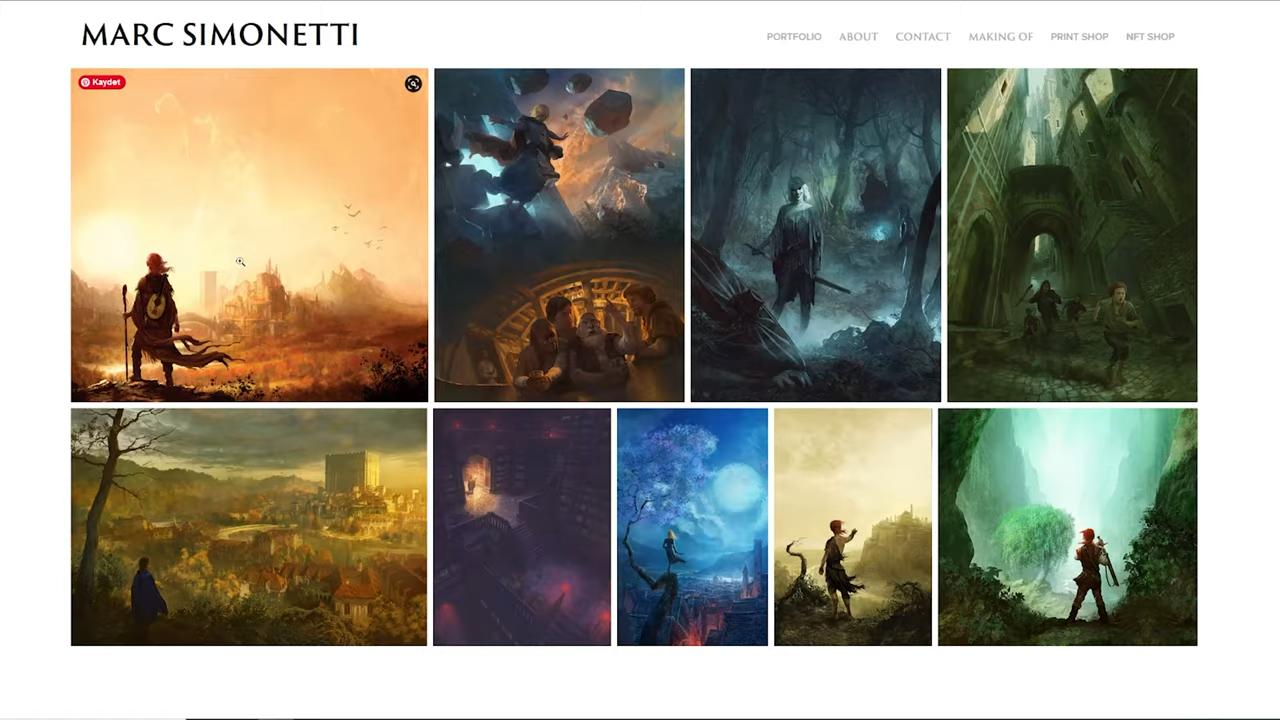 MARC SIMONETTI
PORTFOLIO ABOUT CONTACT MAKING OF PRINT SHOP NFT SHOP
Kaydet